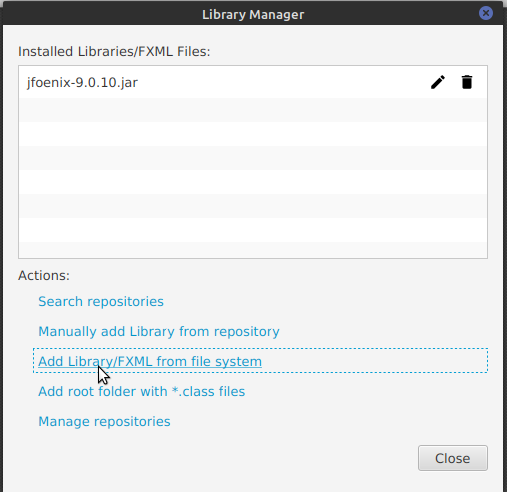 Library Manager
Installed Libraries/FXML Files:
jfoenix-9.0.10.jar
Actions:
Search repositories
Manually add Library from repository
Add Library/FXML from file system
Add root folder with *.class files
Manage repositories
Close